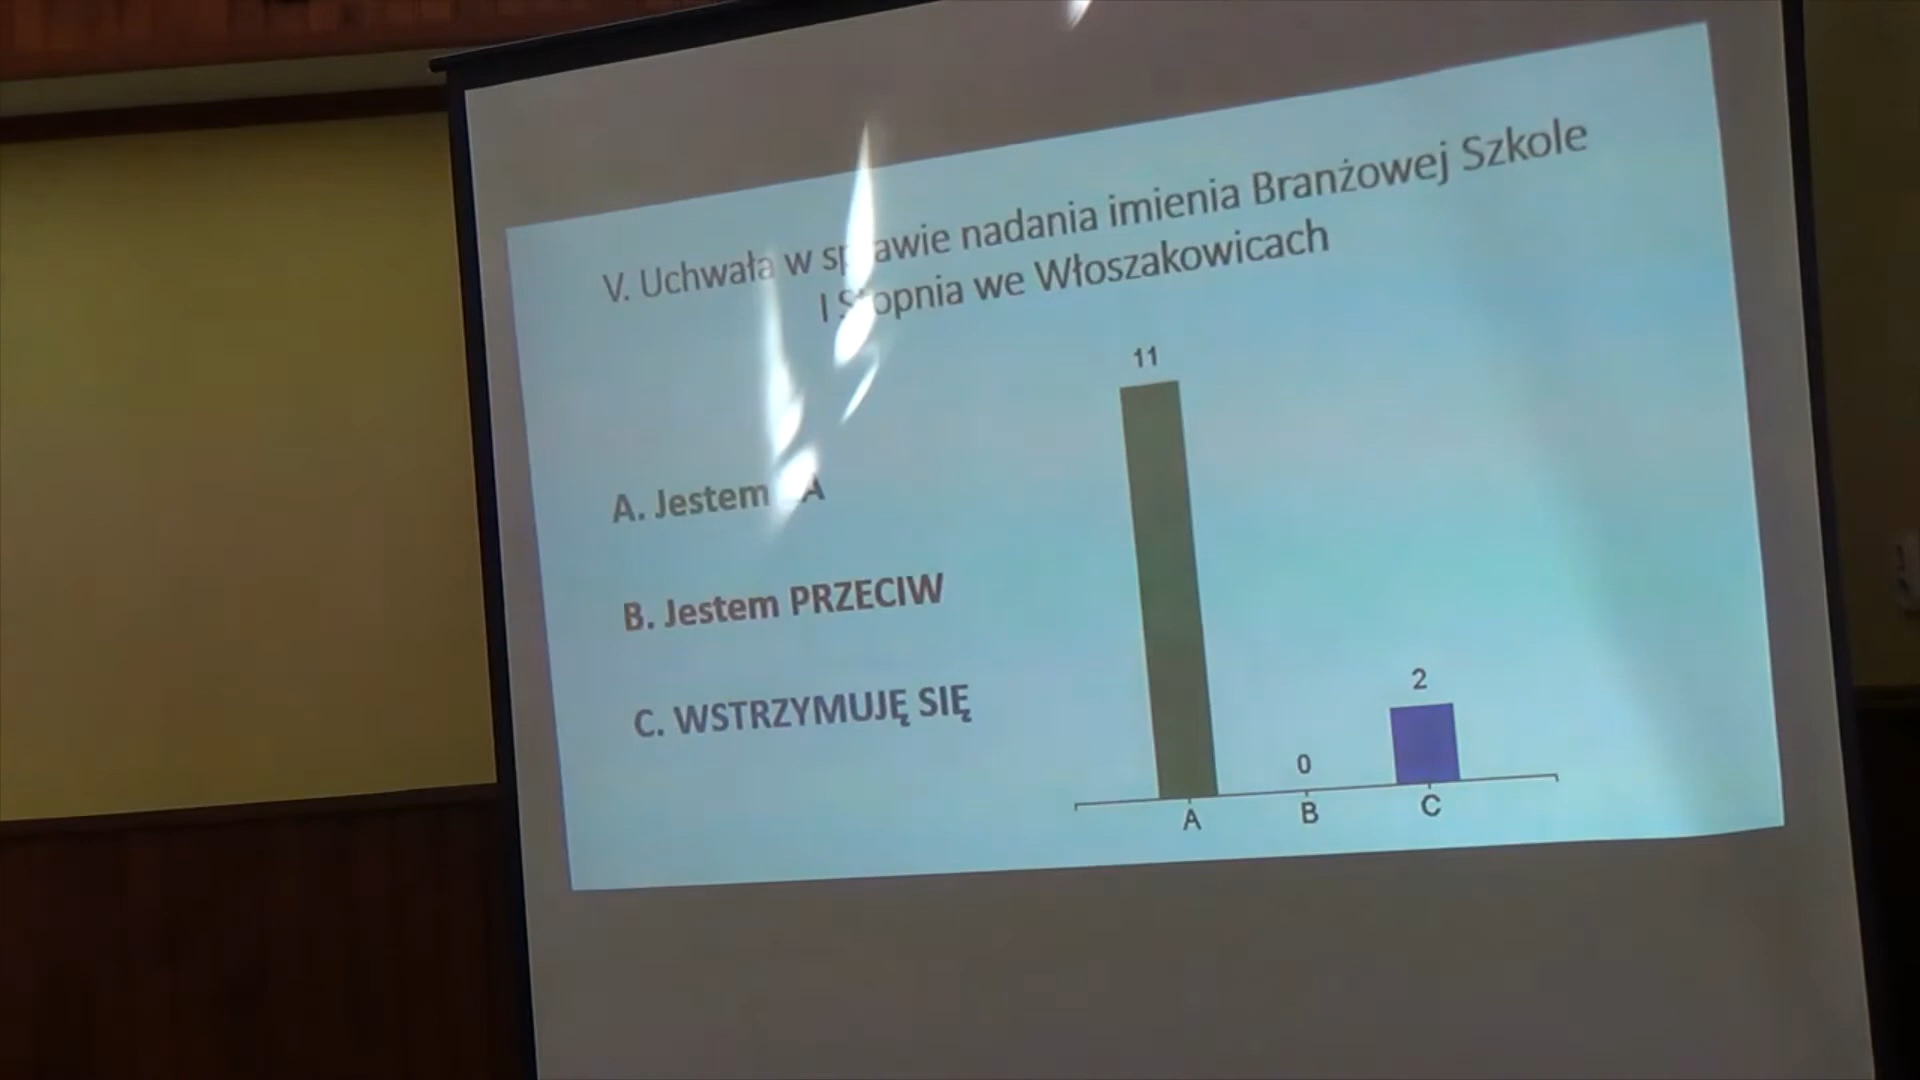 V. Uchwała w sprawie nadania imienia Branżowej Szkole
I Stopnia we Włoszakowicach
11
A. Jestem
B. Jestem PRZECIW
2
C. WSTRZYMUJĘ SIĘ
0
A B C